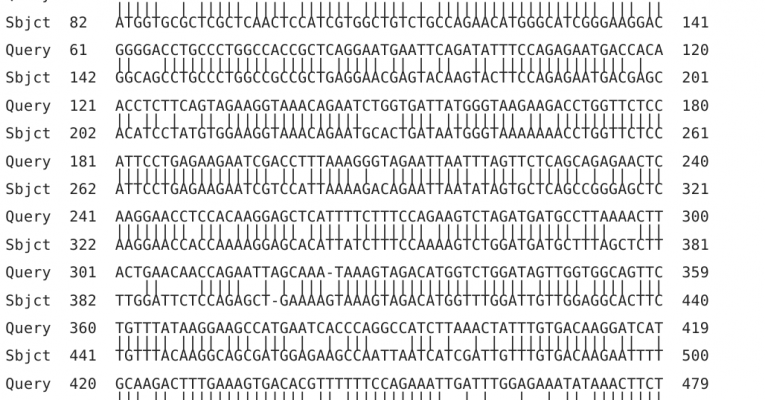 Sbjct 82 ATGGTGCGCTCGCTCAACTCCATCGTGGCTGTCTGCCAGAACATGGGCATCGGGAAGGAC 141
Query 61 GGGGACCTGCCCTGGCCACCGCTCAGGAATGAATTCAGATATTTCCAGAGAATGACCACA 120
Sbjct 142 GGCAGCCTGCCCTGGCCGCCGCTGAGGAACGAGTACAAGTACTTCCAGAGAATGACGAGC 201
Query 121 ACCTCTTCAGTAGAAGGTAAACAGAATCTGGTGATTATGGGTAAGAAGACCTGGTTCTCC 180
Sbjct 202 ACATCCTATGTGGAAGGTAAACAGAATGCACTGATAATGGGTAAAAAAACCTGGTTCTCC 261
Query 181 ATTCCTGAGAAGAATCGACCTTTAAAGGGTAGAATTAATTTAGTTCTCAGCAGAGAACTC 240
Sbjct 262 ATTCCTGAGAAGAATCGTCCATTAAAAGACAGAATTAATATAGTGCTCAGCCGGGAGCTC 321
Query 241 AAGGAACCTCCACAAGGAGCTCATTTTCTTTCCAGAAGTCTAGATGATGCCTTAAAACTT 300
Sbjct 322 AAGGAACCACCAAAAGGAGCACATTATCTTTCCAAAAGTCTGGATGATGCTTTAGCTCTT 381
Query 301 ACTGAACAACCAGAATTAGCAAA-TAAAGTAGACATGGTCTGGATAGTTGGTGGCAGTTC 359
Sbjct 382 TTGGATTCTCCAGAGCT-GAAAAGTAAAGTAGACATGGTTTGGATTGTTGGAGGCACTTC 440
Query 360 TGTTTATAAGGAAGCCATGAATCACCCAGGCCATCTTAAACTATTTGTGACAAGGATCAT 419
Sbjct 441 TGTTTACAAGGCAGCGATGGAGAAGCCAATTAATCATCGATTGTTTGTGACAAGAATTTT 500
Query 420 GCAAGACTTTGAAAGTGACACGTTTTTTCCAGAAATTGATTTGGAGAAATATAAACTTCT 479